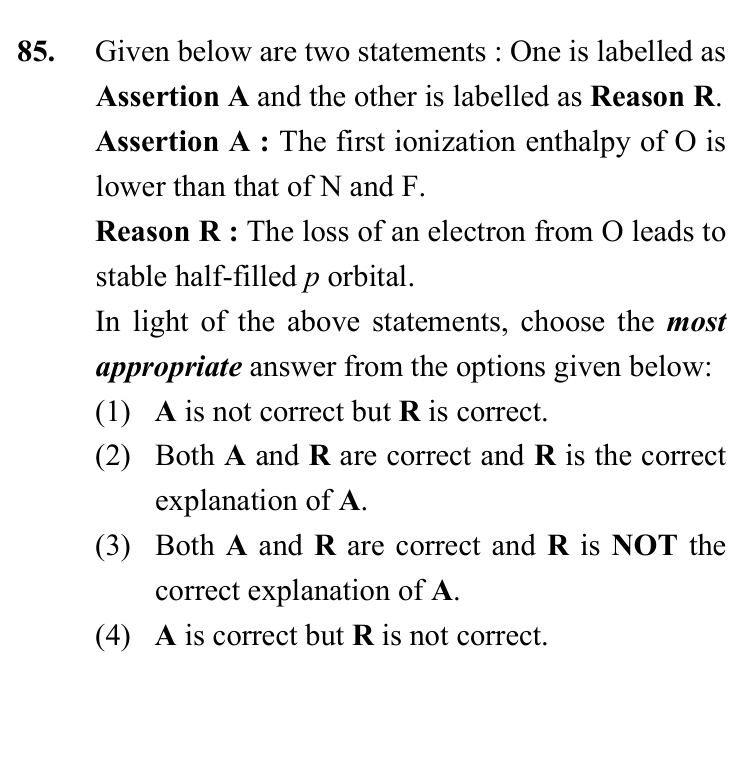 85. Given below are two statements : One is labelled as
Assertion A and the other is labelled as Reason R.
Assertion A : The first ionization enthalpy of O is
lower than that of N and F.
Reason R : The loss of an electron from O leads to
stable half-filled p orbital.
In light of the above statements, choose the most
appropriate answer from the options given below:
(1) A is not correct but R is correct.
(2) Both A and R are correct and R is the correct
explanation of A.
(3) Both A and R are correct and R is NOT the
correct explanation of A.
(4) A is correct but R is not correct.